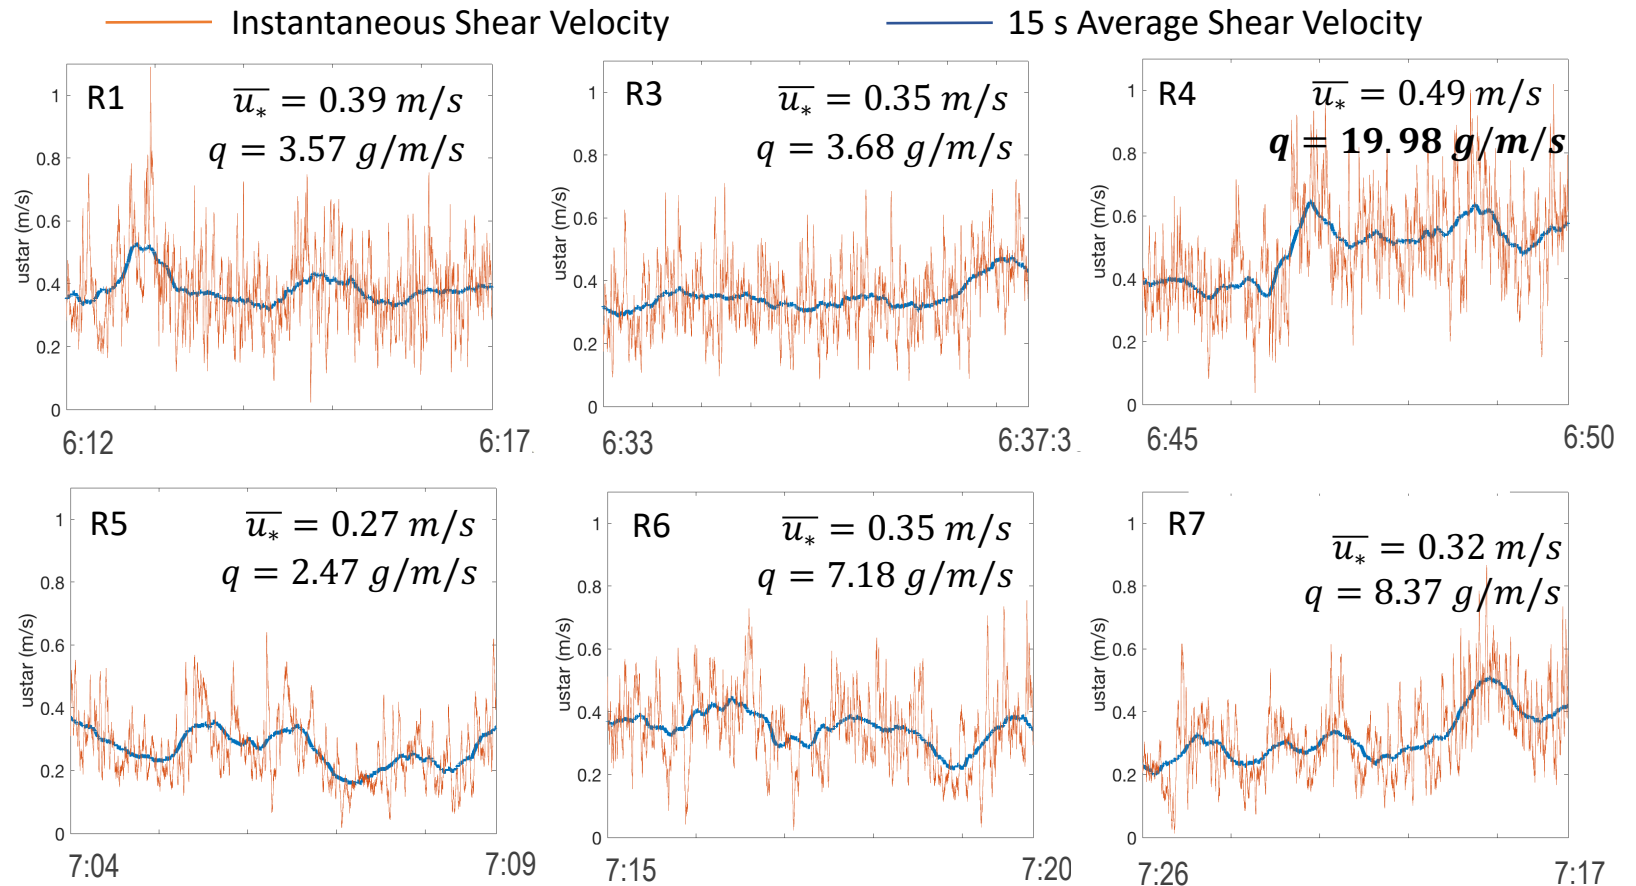 Instantaneous Shear Velocity
15 s Average Shear Velocity
R1
u̅_* = 0.39 m/s
q = 3.57 g/m/s
ustar (m/s)
1
0.8
0.6
0.4
0.2
0
6:12
6:17
R3
u̅_* = 0.35 m/s
q = 3.68 g/m/s
ustar (m/s)
1
0.8
0.6
0.4
0.2
0
6:33
6:37:3
R4
u̅_* = 0.49 m/s
q = 19.98 g/m/s
ustar (m/s)
1
0.8
0.6
0.4
0.2
0
6:45
6:50
R5
u̅_* = 0.27 m/s
q = 2.47 g/m/s
ustar (m/s)
1
0.8
0.6
0.4
0.2
0
7:04
7:09
R6
u̅_* = 0.35 m/s
q = 7.18 g/m/s
ustar (m/s)
1
0.8
0.6
0.4
0.2
0
7:15
7:20
R7
u̅_* = 0.32 m/s
q = 8.37 g/m/s
ustar (m/s)
1
0.8
0.6
0.4
0.2
0
7:26
7:17